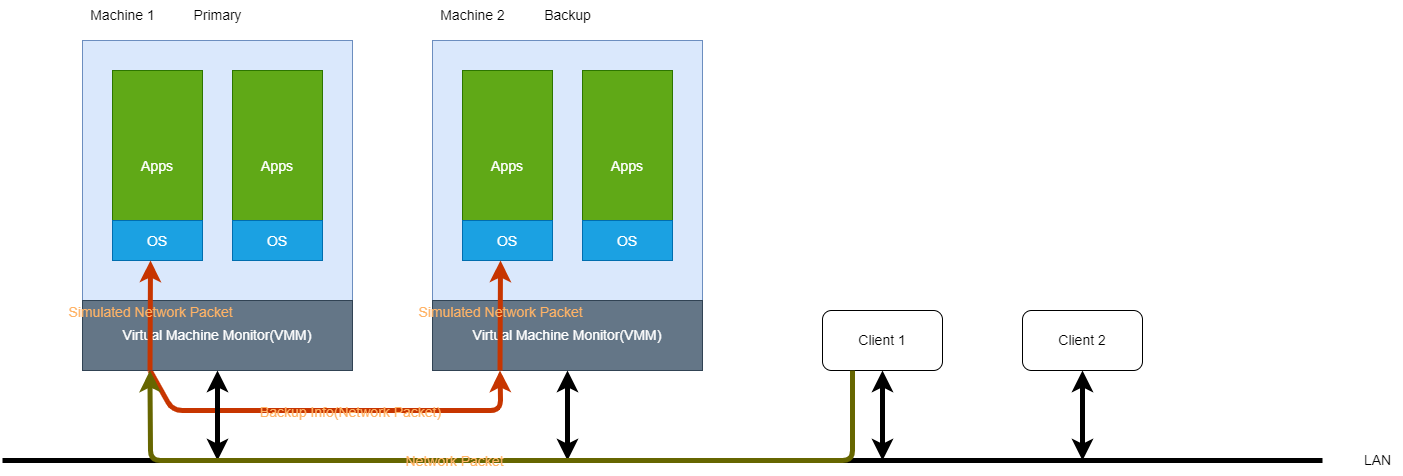 Machine 1 Primary
Machine 2 Backup
Apps
Apps
Apps
Apps
OS
OS
OS
OS
Simulated Network Packet
Simulated Network Packet
Virtual Machine Monitor(VMM)
Virtual Machine Monitor(VMM)
Client 1
Client 2
Backup Info(Network Packet)
Network Packet
LAN